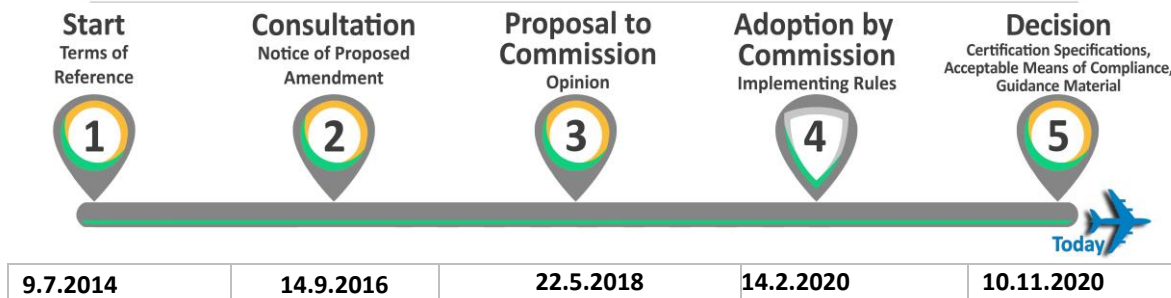 Start
Terms of
Reference
Consultation
Notice of Proposed
Amendment
Proposal to
Commission
Opinion
Adoption by
Commission
Implementing Rules
Decision
Certification Specifications,
Acceptable Means of Compliance,
Guidance Material
1
2
3
4
5
Today
9.7.2014
14.9.2016
22.5.2018
14.2.2020
10.11.2020